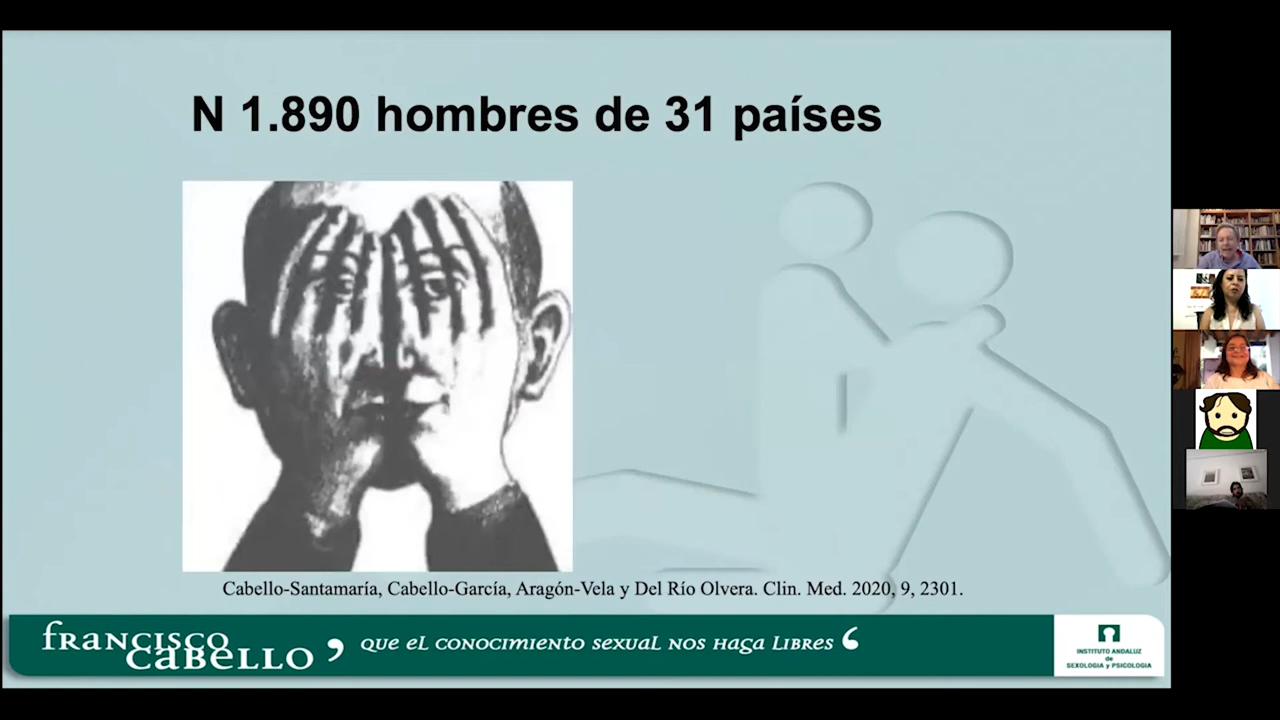 N 1.890 hombres de 31 países
Cabello-Santamaría, Cabello-García, Aragón-Vela y Del Río Olvera. Clin. Med. 2020, 9, 2301.
francisco
cabello
, que el conocimiento sexual nos haga libres ‘
INSTITUTO ANDALUZ
de
SEXOLOGIA y PSICOLOGIA